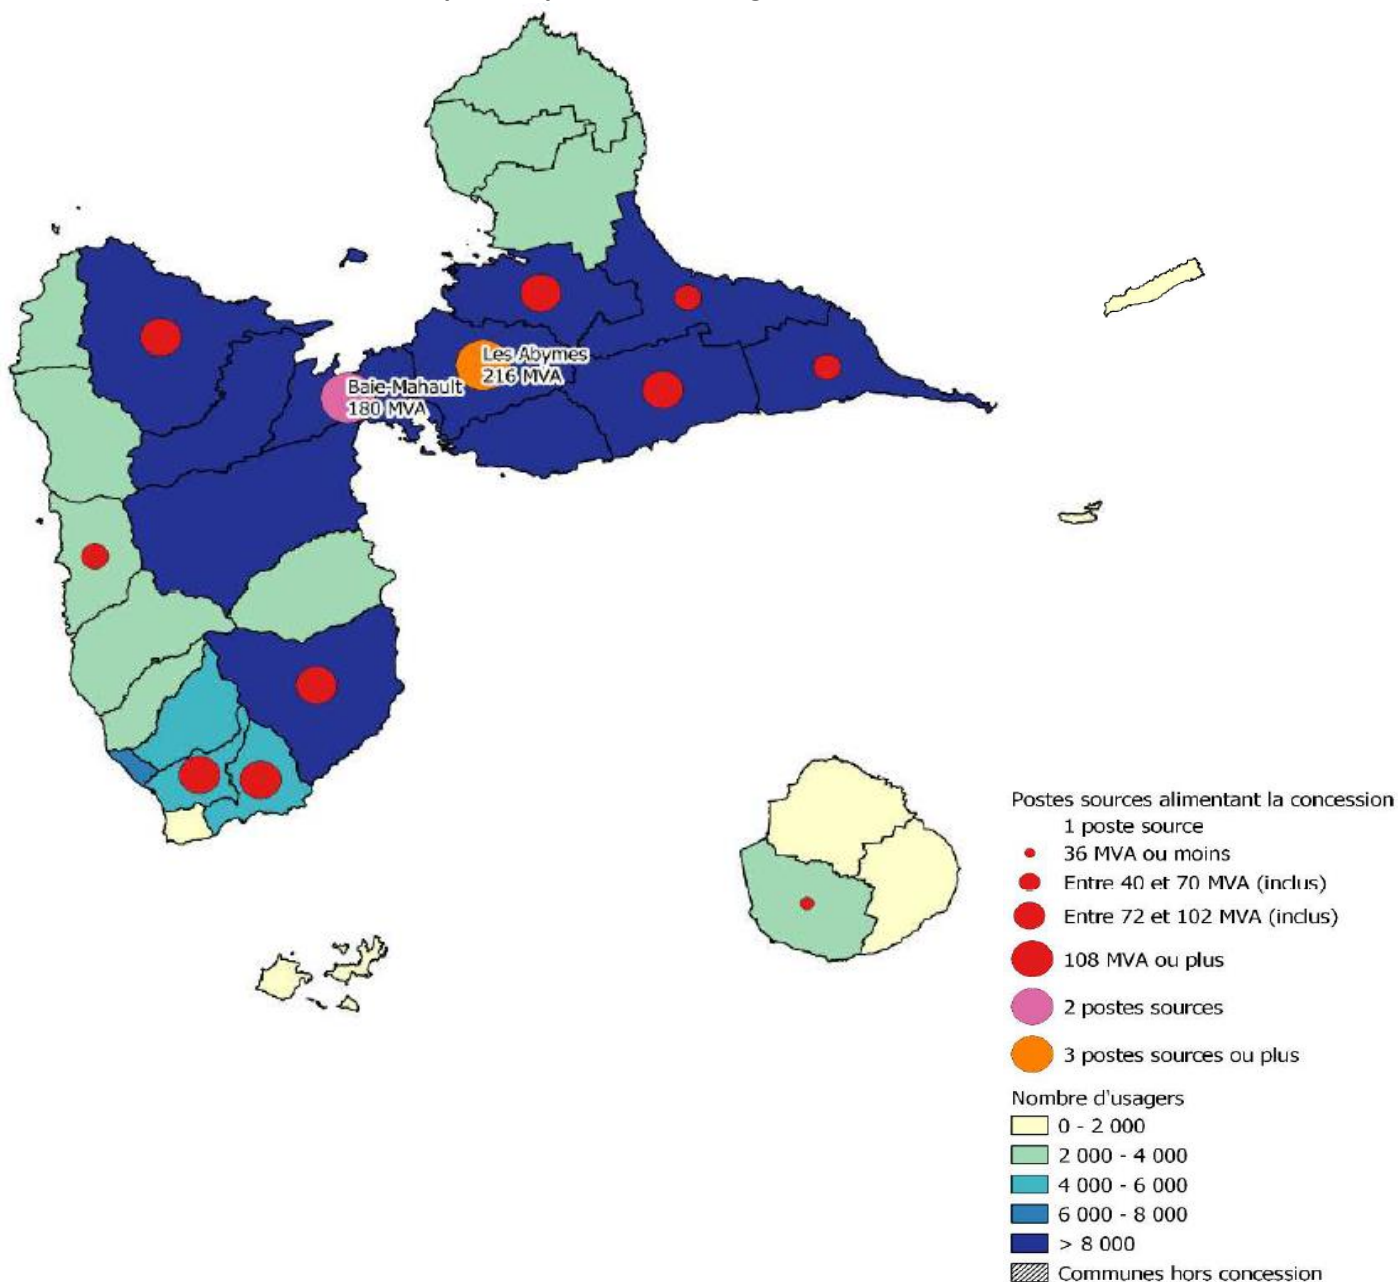 Les Abymes
216 MVA
Baie-Mahault
180 MVA
Postes sources alimentant la concession
1 poste source
36 MVA ou moins
Entre 40 et 70 MVA (inclus)
Entre 72 et 102 MVA (inclus)
108 MVA ou plus
2 postes sources
3 postes sources ou plus
Nombre d'usagers
0 - 2 000
2 000 - 4 000
4 000 - 6 000
6 000 - 8 000
> 8 000
Communes hors concession